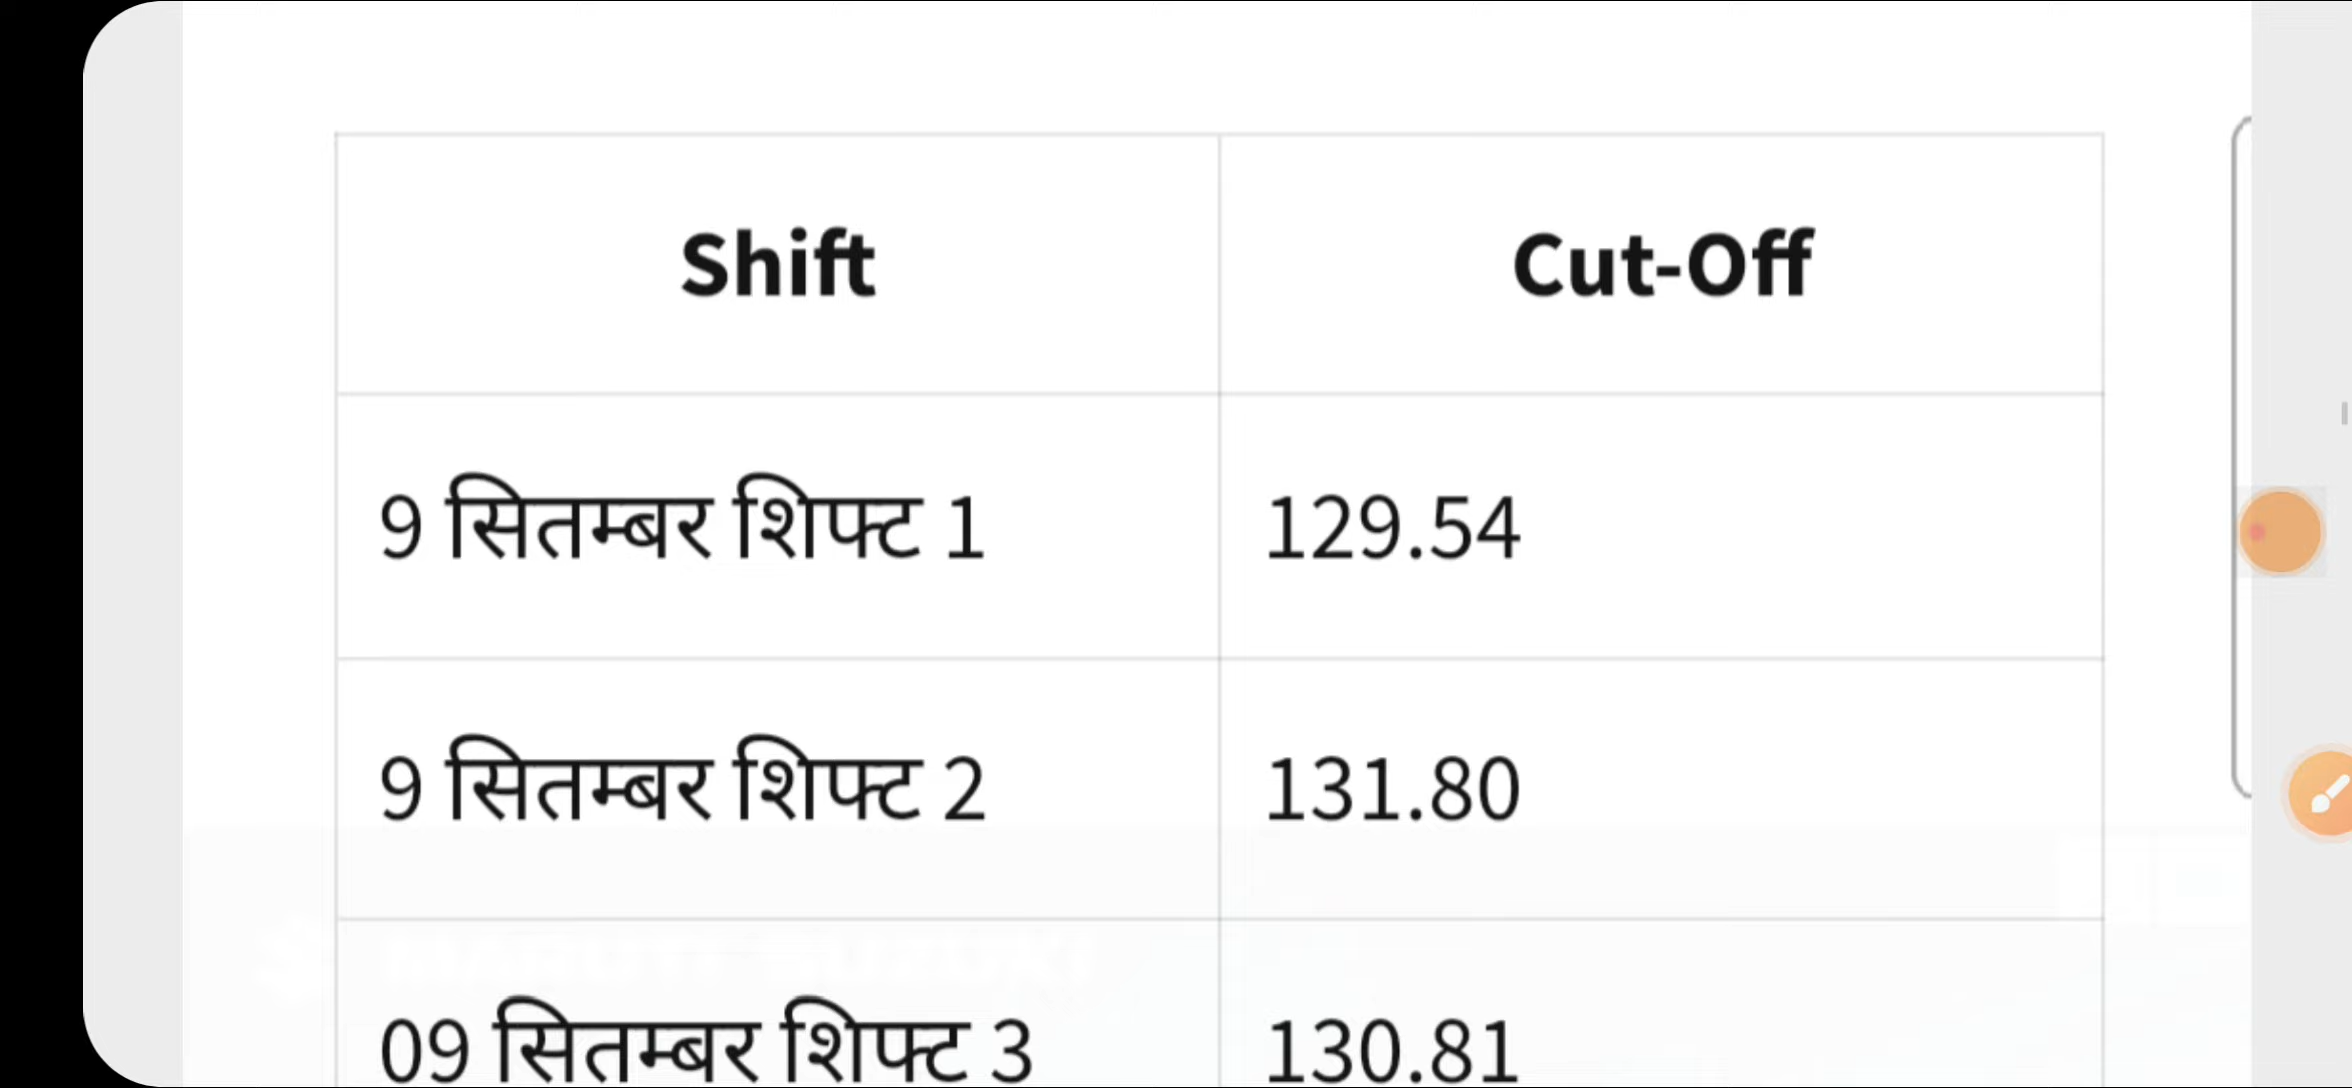 Shift Cut-Off
9 सितम्बर शिफ्ट 1 129.54
9 सितम्बर शिफ्ट 2 131.80
09 सितम्बर शिफ्ट 3 130.81